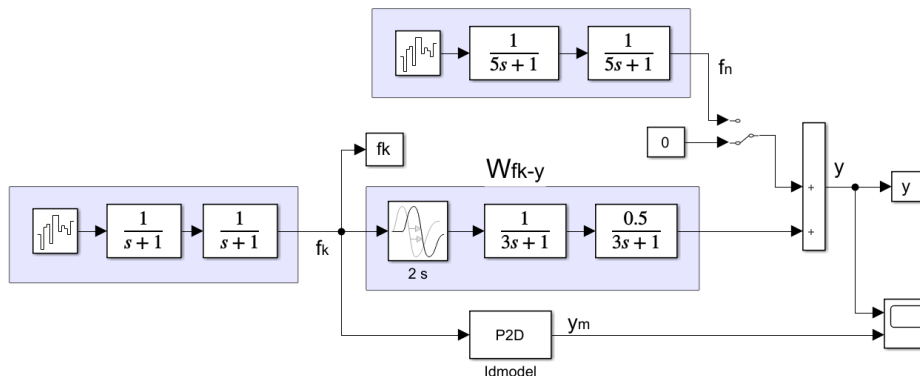 1
5s + 1
1
5s + 1
fn
0
fk
Wfk-y
y
y
1
s + 1
1
s + 1
fk
2 s
1
3s + 1
0.5
3s + 1
+
+
P2D
ym
Idmodel